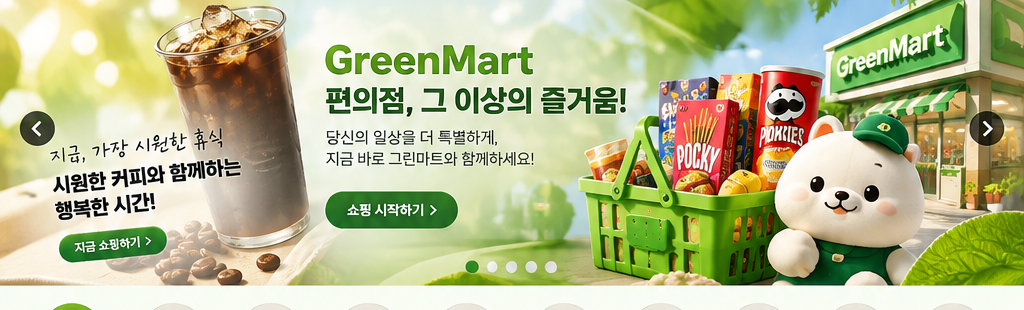 지금, 가장 시원한 휴식
시원한 커피와 함께하는
행복한 시간!
지금 쇼핑하기 >
GreenMart
편의점, 그 이상의 즐거움!
당신의 일상을 더 특별하게,
지금 바로 그린마트와 함께하세요!
쇼핑 시작하기 >
POCKY
GreenMart